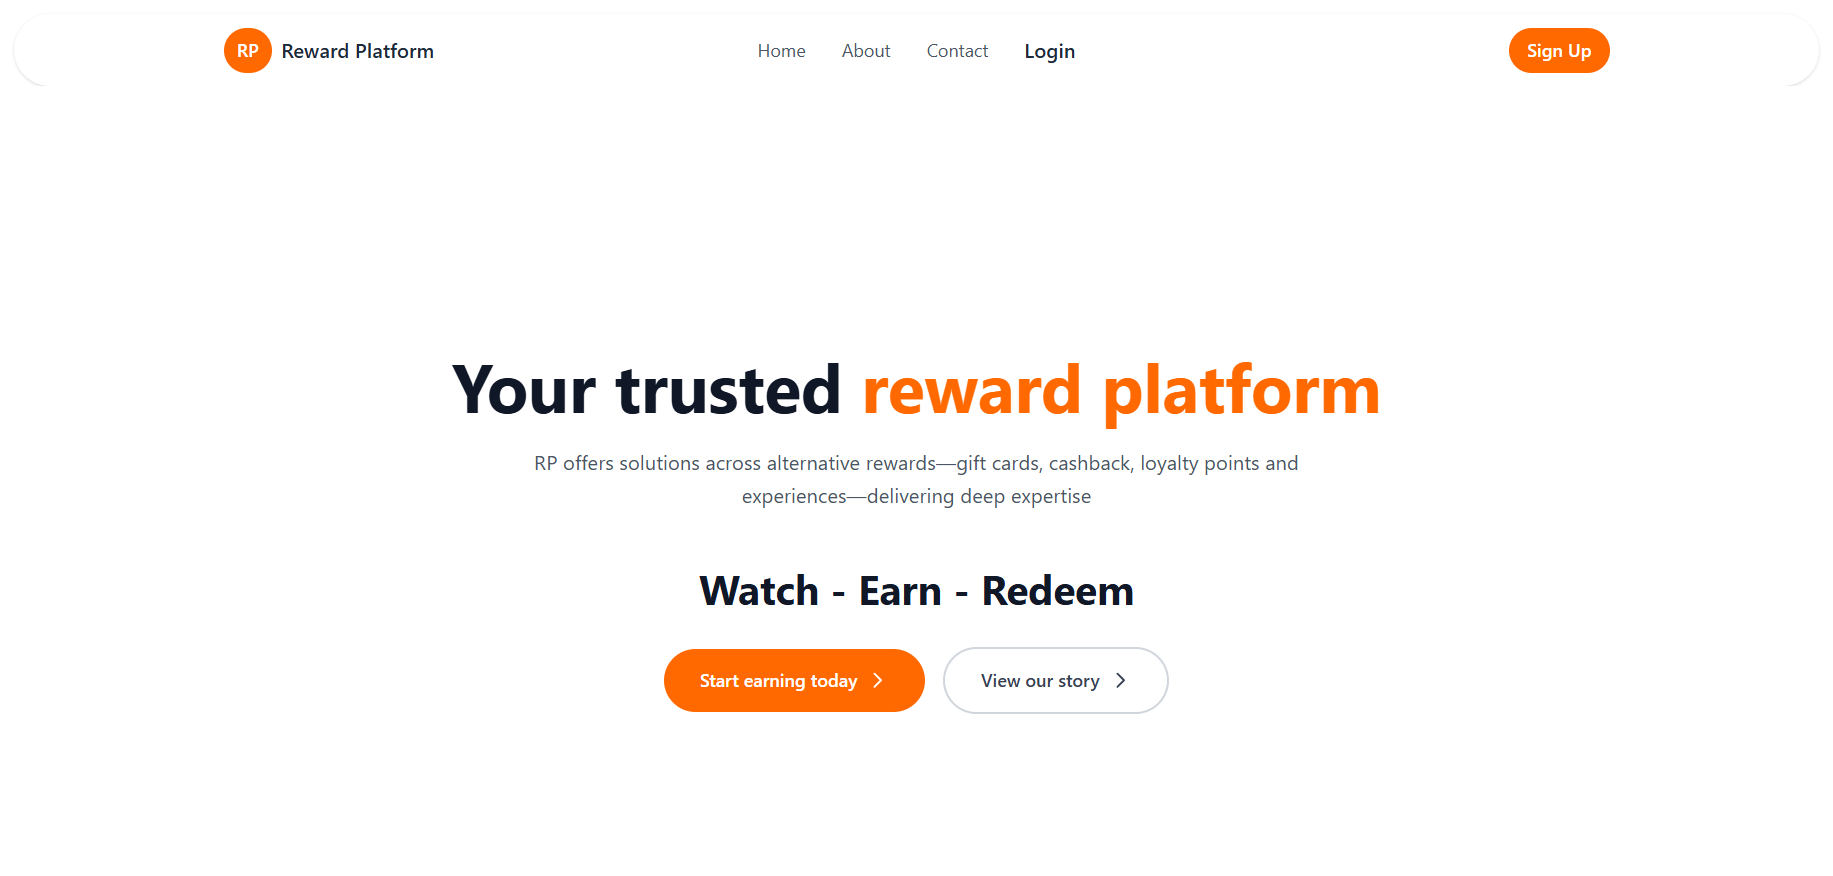 RP
Reward Platform
Home
About
Contact
Login
Sign Up
Your trusted reward platform
RP offers solutions across alternative rewards—gift cards, cashback, loyalty points and
experiences—delivering deep expertise
Watch - Earn - Redeem
Start earning today
View our story